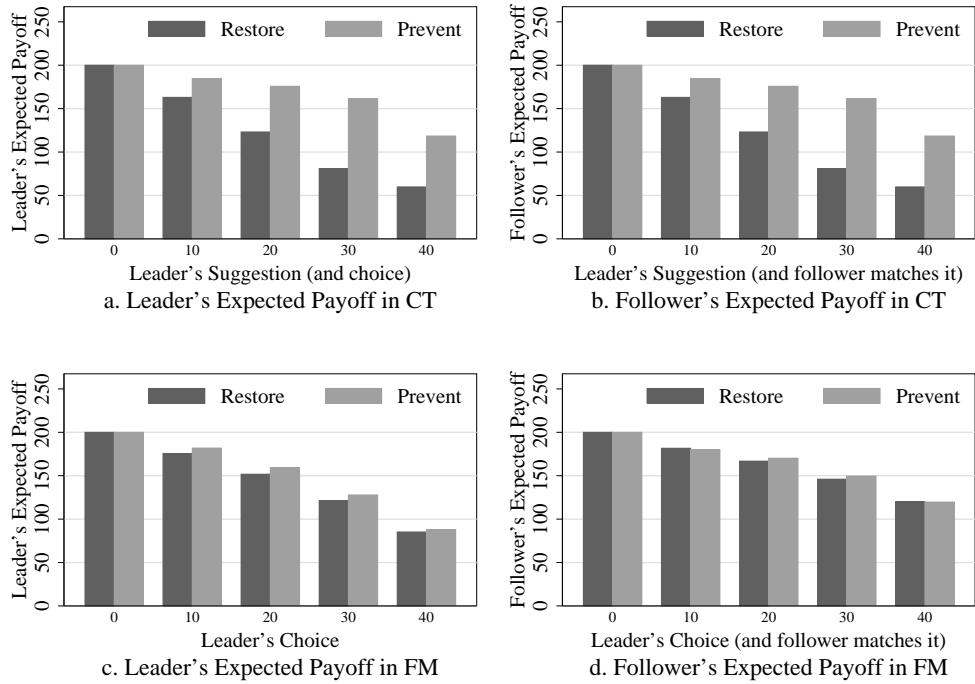 Restore Prevent
Leader's Expected Payoff
0 50 100 150 200 250
0 10 20 30 40
Leader's Suggestion (and choice)
a. Leader's Expected Payoff in CT
Restore Prevent
Follower's Expected Payoff
0 50 100 150 200 250
0 10 20 30 40
Leader's Suggestion (and follower matches it)
b. Follower's Expected Payoff in CT
Restore Prevent
Leader's Expected Payoff
0 50 100 150 200 250
0 10 20 30 40
Leader's Choice
c. Leader's Expected Payoff in FM
Restore Prevent
Follower's Expected Payoff
0 50 100 150 200 250
0 10 20 30 40
Leader's Choice (and follower matches it)
d. Follower's Expected Payoff in FM